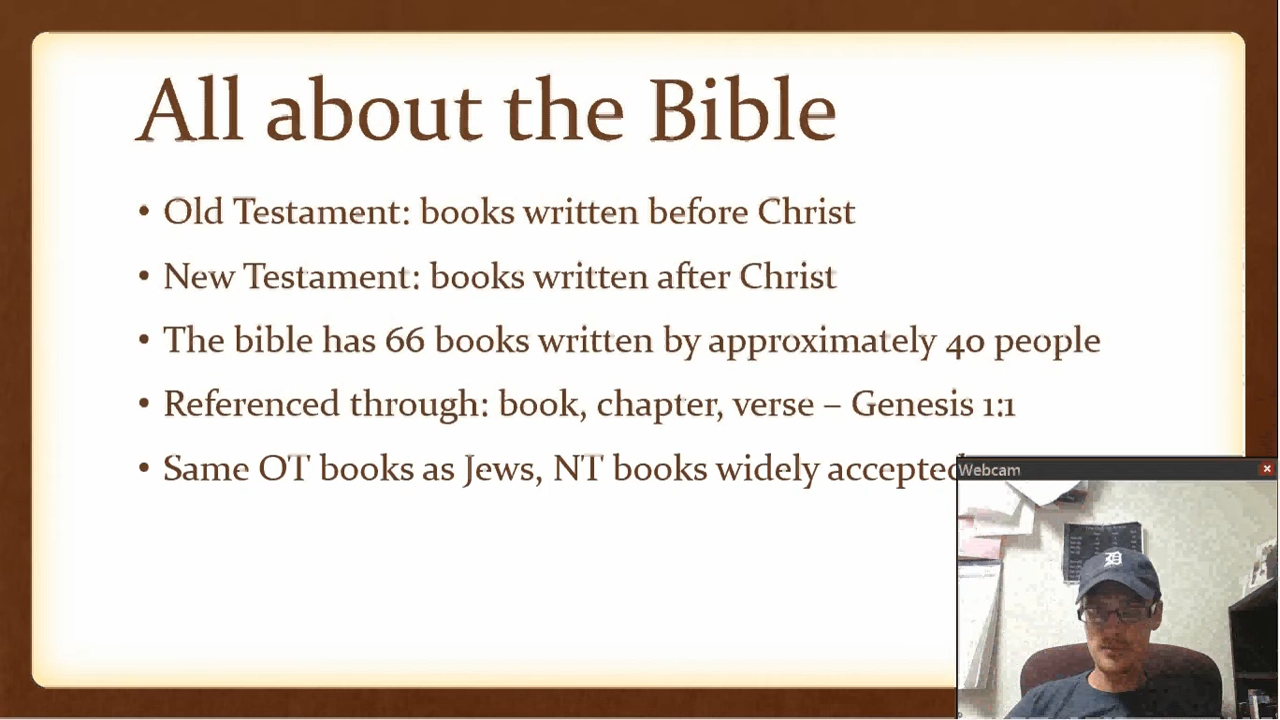 All about the Bible
• Old Testament: books written before Christ
• New Testament: books written after Christ
• The bible has 66 books written by approximately 40 people
• Referenced through: book, chapter, verse – Genesis 1:1
• Same OT books as Jews, NT books widely accepted
Webcam
D